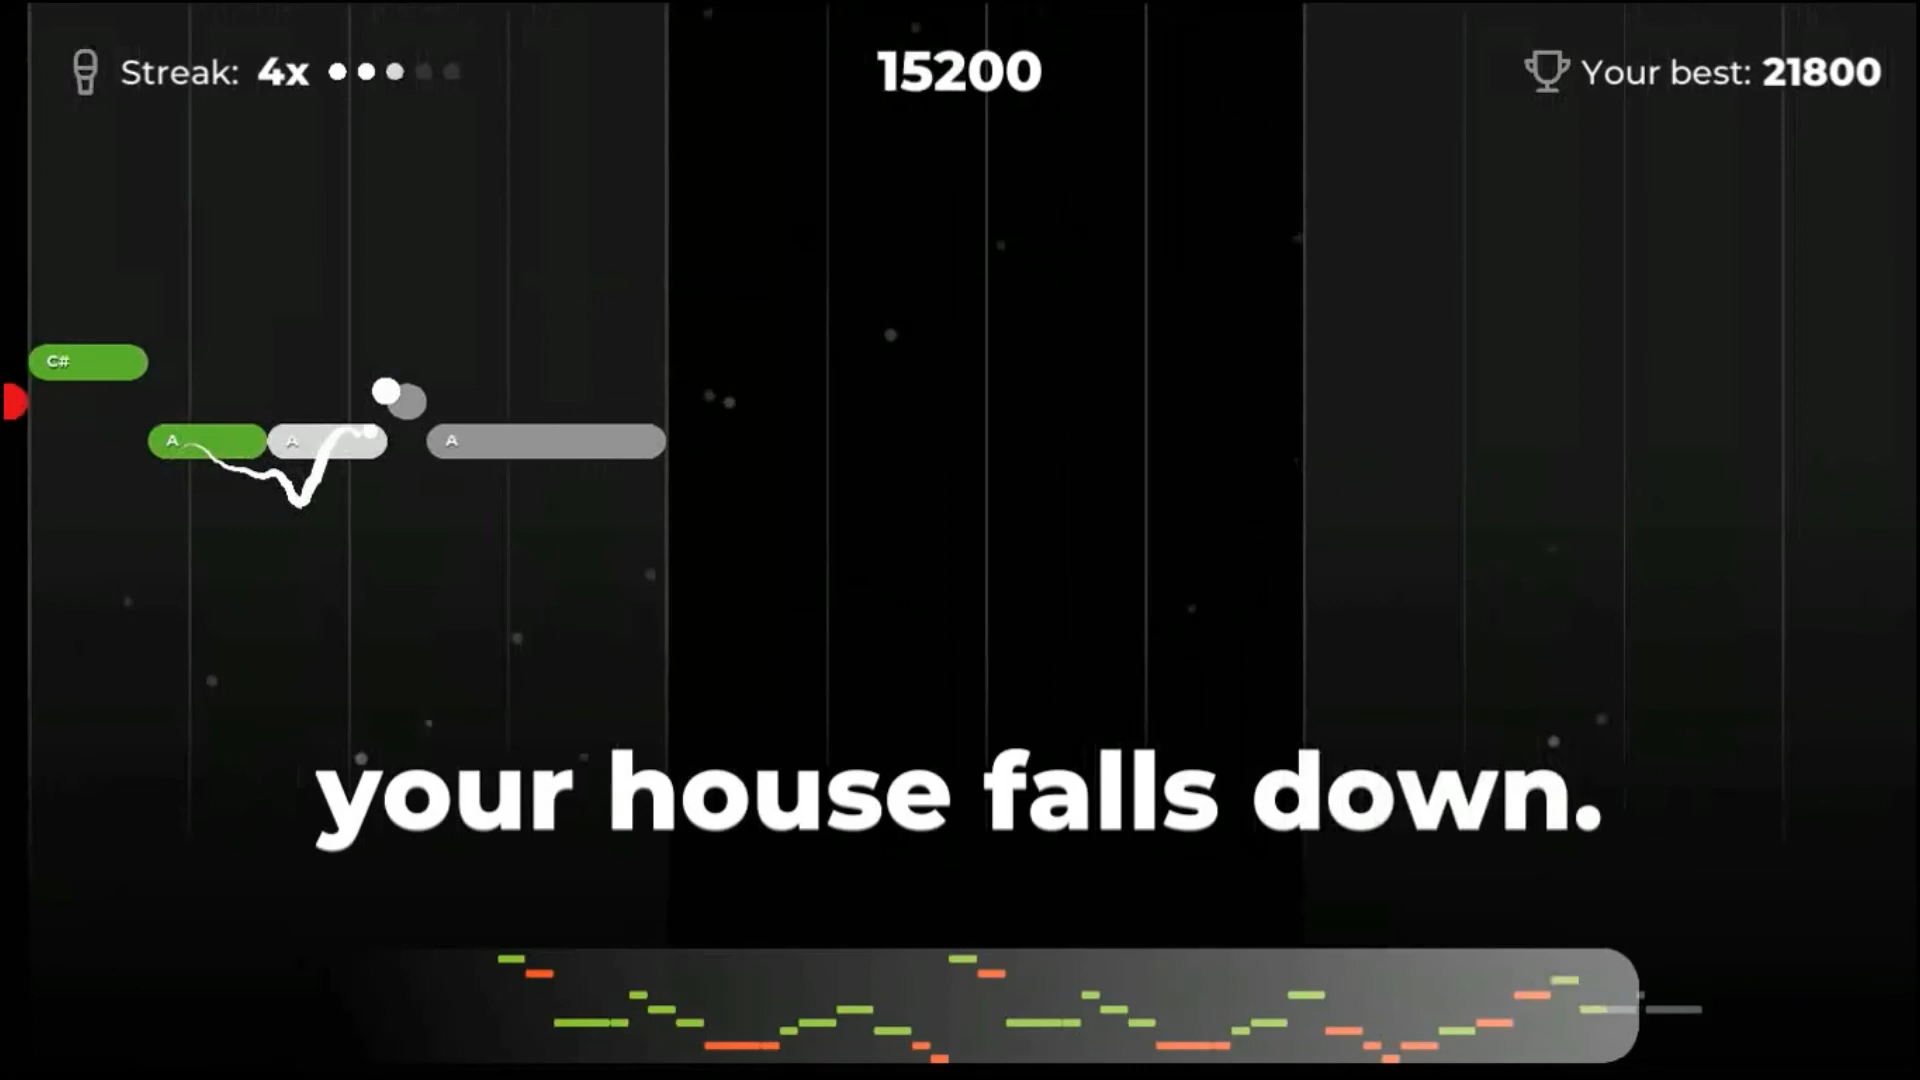 Streak: 4x
15200
Your best: 21800
C#
A
A
A
your house falls down.